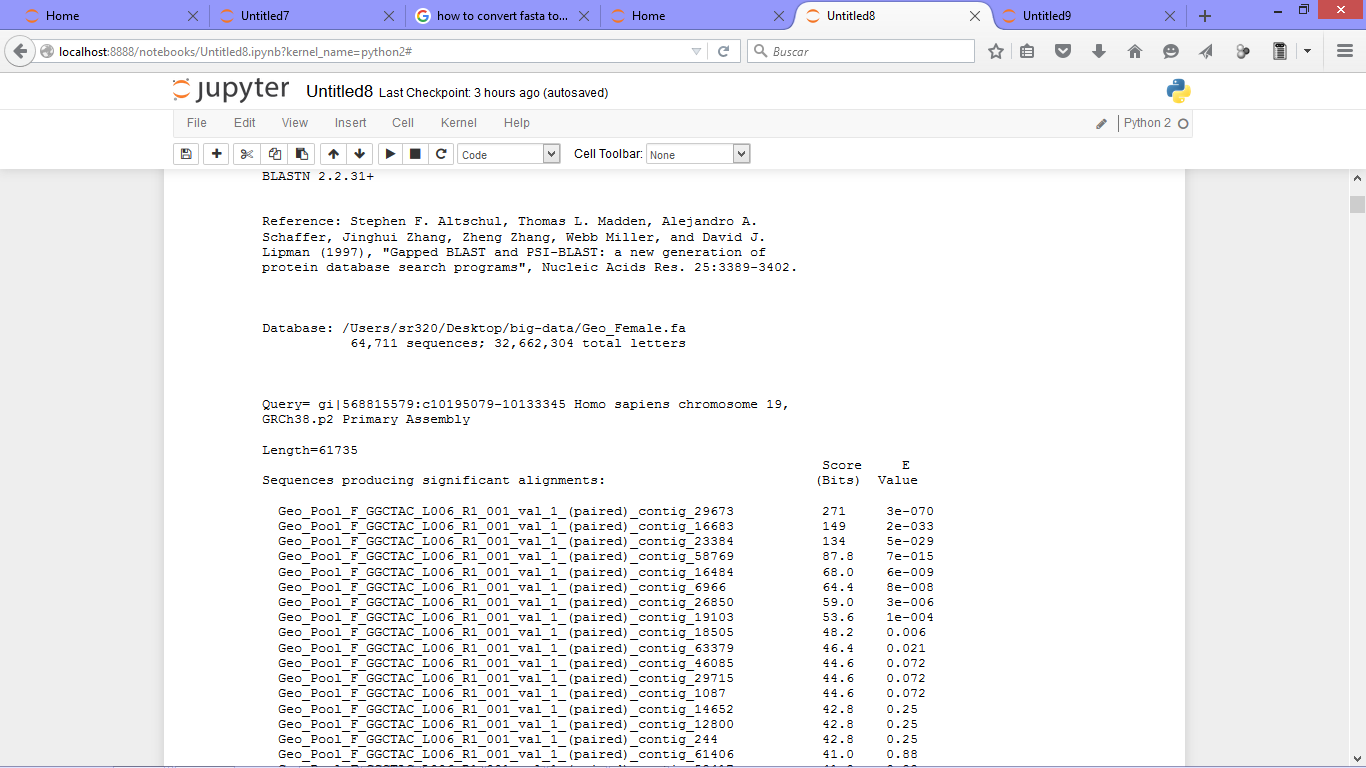 Home
Untitled7
how to convert fasta to...
Home
Untitled8
Untitled9
localhost:8888/notebooks/Untitled8.ipynb?kernel_name=python2#
Buscar
jupyter Untitled8 Last Checkpoint: 3 hours ago (autosaved)
File Edit View Insert Cell Kernel Help
Python 2
Code Cell Toolbar: None
BLASTN 2.2.31+
Reference: Stephen F. Altschul, Thomas L. Madden, Alejandro A.
Schaffer, Jinghui Zhang, Zheng Zhang, Webb Miller, and David J.
Lipman (1997), "Gapped BLAST and PSI-BLAST: a new generation of
protein database search programs", Nucleic Acids Res. 25:3389-3402.
Database: /Users/sr320/Desktop/big-data/Geo_Female.fa
64,711 sequences; 32,662,304 total letters
Query= gi|568815579:c10195079-10133345 Homo sapiens chromosome 19,
GRCh38.p2 Primary Assembly
Length=61735
Score E
Sequences producing significant alignments: (Bits) Value
Geo_Pool_F_GGCTAC_L006_R1_001_val_1_(paired)_contig_29673 271 3e-070
Geo_Pool_F_GGCTAC_L006_R1_001_val_1_(paired)_contig_16683 149 2e-033
Geo_Pool_F_GGCTAC_L006_R1_001_val_1_(paired)_contig_23384 134 5e-029
Geo_Pool_F_GGCTAC_L006_R1_001_val_1_(paired)_contig_58769 87.8 7e-015
Geo_Pool_F_GGCTAC_L006_R1_001_val_1_(paired)_contig_16484 68.0 6e-009
Geo_Pool_F_GGCTAC_L006_R1_001_val_1_(paired)_contig_6966 64.4 8e-008
Geo_Pool_F_GGCTAC_L006_R1_001_val_1_(paired)_contig_26850 59.0 3e-006
Geo_Pool_F_GGCTAC_L006_R1_001_val_1_(paired)_contig_19103 53.6 1e-004
Geo_Pool_F_GGCTAC_L006_R1_001_val_1_(paired)_contig_18505 48.2 0.006
Geo_Pool_F_GGCTAC_L006_R1_001_val_1_(paired)_contig_63379 46.4 0.021
Geo_Pool_F_GGCTAC_L006_R1_001_val_1_(paired)_contig_46085 44.6 0.072
Geo_Pool_F_GGCTAC_L006_R1_001_val_1_(paired)_contig_29715 44.6 0.072
Geo_Pool_F_GGCTAC_L006_R1_001_val_1_(paired)_contig_1087 44.6 0.072
Geo_Pool_F_GGCTAC_L006_R1_001_val_1_(paired)_contig_14652 42.8 0.25
Geo_Pool_F_GGCTAC_L006_R1_001_val_1_(paired)_contig_12800 42.8 0.25
Geo_Pool_F_GGCTAC_L006_R1_001_val_1_(paired)_contig_244 42.8 0.25
Geo_Pool_F_GGCTAC_L006_R1_001_val_1_(paired)_contig_61406 41.0 0.88